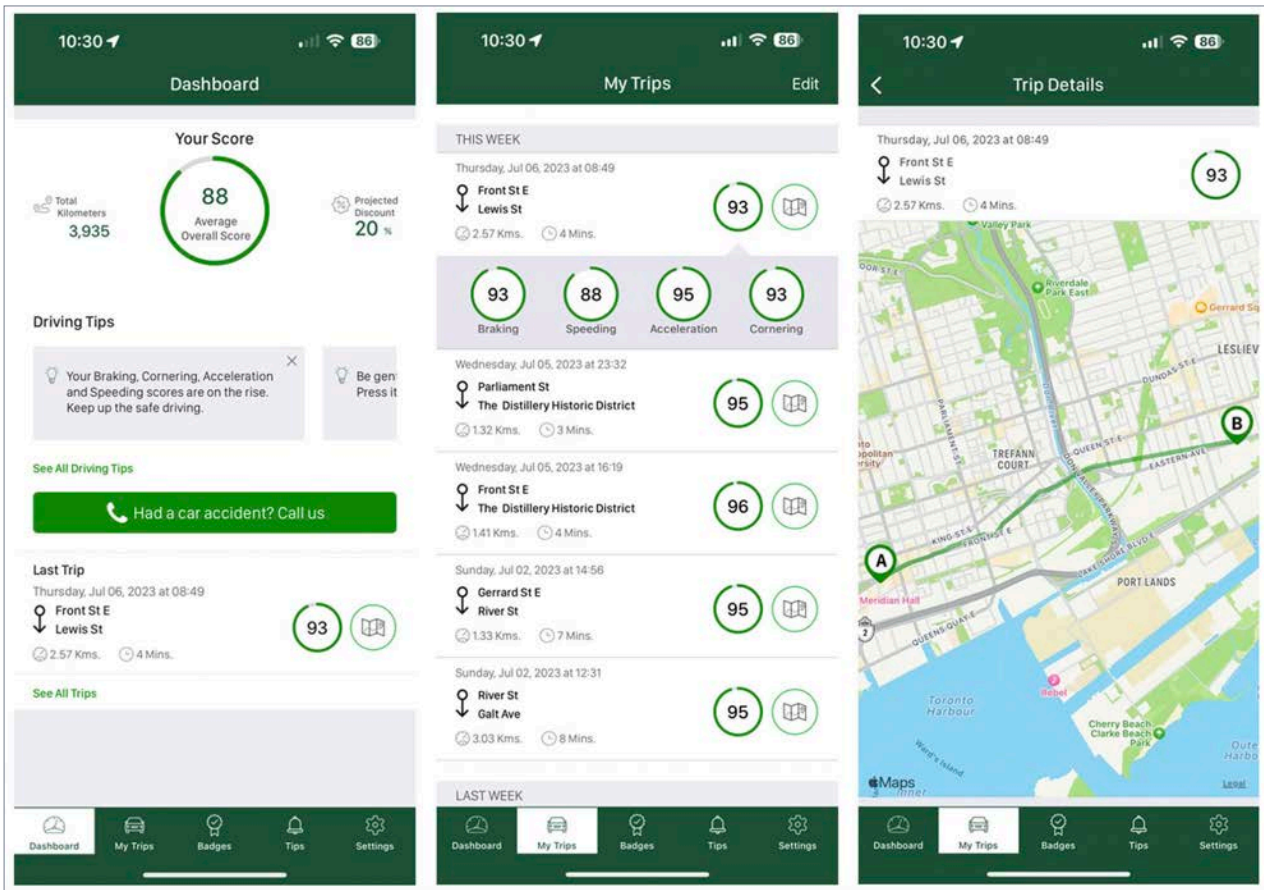 10:30
86
Dashboard
Your Score
Total
Kilometers
3,935
88
Average
Overall Score
Projected
Discount
20 %
Driving Tips
Your Braking, Cornering, Acceleration
and Speeding scores are on the rise.
Keep up the safe driving.
Be gen
Press it
See All Driving Tips
Had a car accident? Call us
Last Trip
Thursday, Jul 06, 2023 at 08:49
Front St E
Lewis St
2.57 Kms. 4 Mins.
93
See All Trips
Dashboard My Trips Badges Tips Settings
10:30
86
My Trips Edit
THIS WEEK
Thursday, Jul 06, 2023 at 08:49
Front St E
Lewis St
2.57 Kms. 4 Mins.
93
93 88 95 93
Braking Speeding Acceleration Cornering
Wednesday, Jul 05, 2023 at 23:32
Parliament St
The Distillery Historic District
1.32 Kms. 3 Mins.
95
Wednesday, Jul 05, 2023 at 16:19
Front St E
The Distillery Historic District
1.41 Kms. 4 Mins.
96
Sunday, Jul 02, 2023 at 14:56
Gerrard St E
River St
1.33 Kms. 7 Mins.
95
Sunday, Jul 02, 2023 at 12:31
River St
Galt Ave
3.03 Kms. 8 Mins.
95
LAST WEEK
Dashboard My Trips Badges Tips Settings
10:30
86
Trip Details
Thursday, Jul 06, 2023 at 08:49
Front St E
Lewis St
2.57 Kms. 4 Mins.
93
Valley Park
Riverdale
Park East
Gerrard Sq
LESLIEV
DUNDAS ST E
PARLIAMENT ST
B
TREFANN
COURT
QUEEN ST E
EASTERN AVE
DON VALLEY PARKWAY
KING ST E
FRONT ST E
A
LAKE SHORE BLVD E
PORT LANDS
Meridian Hall
2
QUEENS QUAY E
Rebel
Toronto
Harbour
Cherry Beach
Clarke Beach
Park
Ward's Island
Oute
Harbo
Maps
Legal
Dashboard My Trips Badges Tips Settings